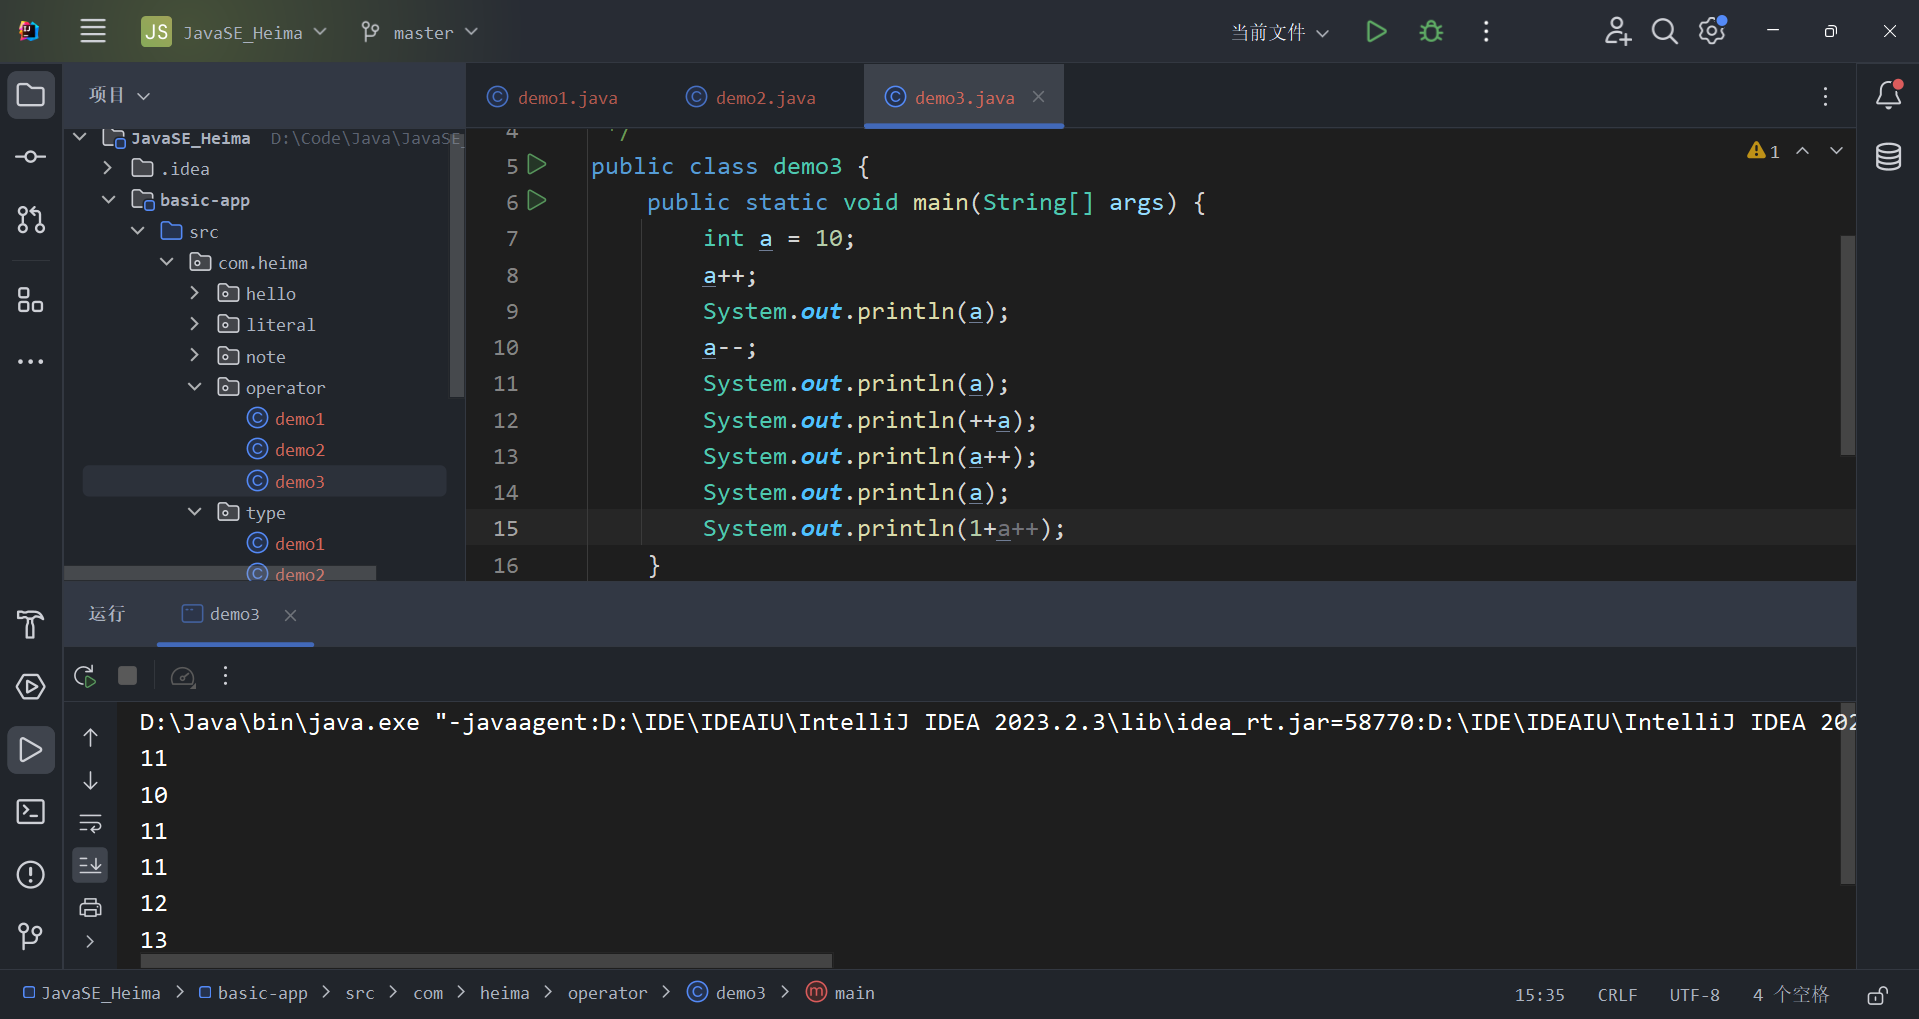 JS JavaSE_Heima master 当前文件
项目
JavaSE_Heima D:\Code\Java\JavaSE_
.idea
basic-app
src
com.heima
hello
literal
note
operator
demo1
demo2
demo3
type
demo1
demo2
demo1.java demo2.java demo3.java
1
4 */
5 public class demo3 {
6 public static void main(String[] args) {
7 int a = 10;
8 a++;
9 System.out.println(a);
10 a--;
11 System.out.println(a);
12 System.out.println(++a);
13 System.out.println(a++);
14 System.out.println(a);
15 System.out.println(1+a++);
16 }
运行 demo3
D:\Java\bin\java.exe "-javaagent:D:\IDE\IDEAIU\IntelliJ IDEA 2023.2.3\lib\idea_rt.jar=58770:D:\IDE\IDEAIU\IntelliJ IDEA 202
11
10
11
11
12
13
JavaSE_Heima > basic-app > src > com > heima > operator > demo3 > main 15:35 CRLF UTF-8 4 个空格